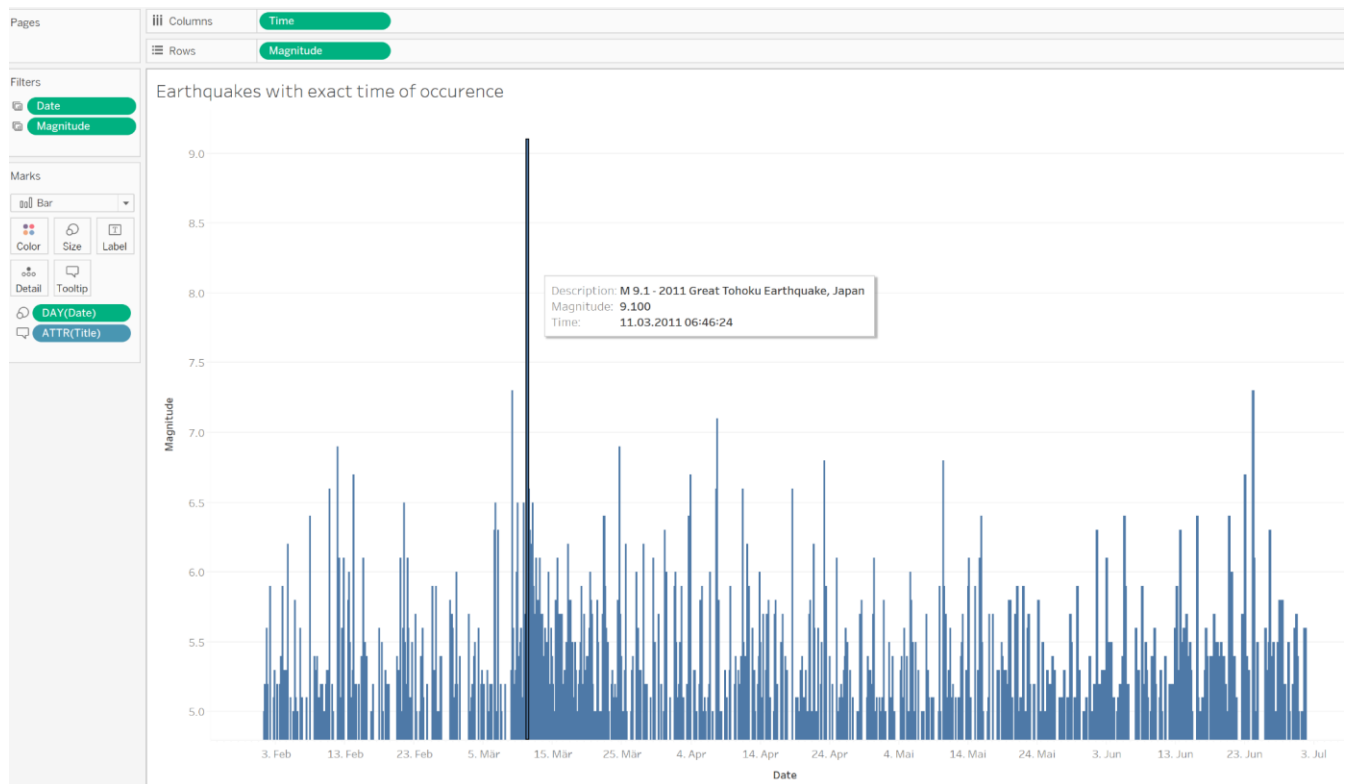 Pages
Columns
Time
Rows
Magnitude
Filters
Date
Magnitude
Marks
Bar
Color
Size
Label
Detail
Tooltip
DAY(Date)
ATTR(Title)
Earthquakes with exact time of occurence
9.0
8.5
8.0
7.5
7.0
6.5
6.0
5.5
5.0
Magnitude
Description: M 9.1 - 2011 Great Tohoku Earthquake, Japan
Magnitude: 9.100
Time: 11.03.2011 06:46:24
3. Feb 13. Feb 23. Feb 5. Mär 15. Mär 25. Mär 4. Apr 14. Apr 24. Apr 4. Mai 14. Mai 24. Mai 3. Jun 13. Jun 23. Jun 3. Jul
Date